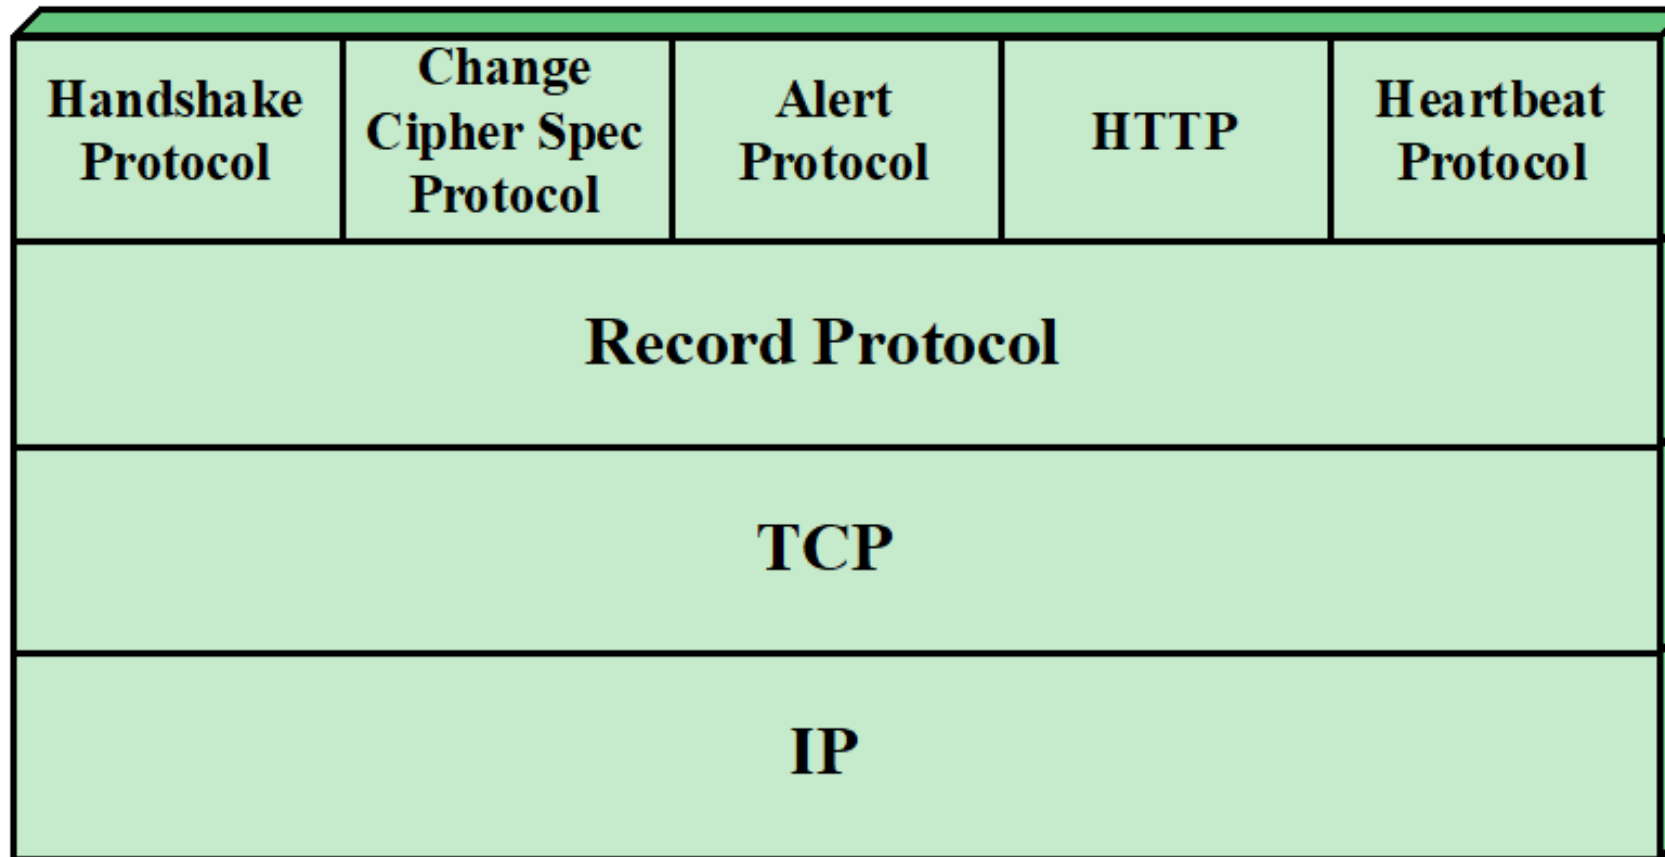 Handshake
Protocol
Change
Cipher Spec
Protocol
Alert
Protocol
HTTP
Heartbeat
Protocol
Record Protocol
TCP
IP